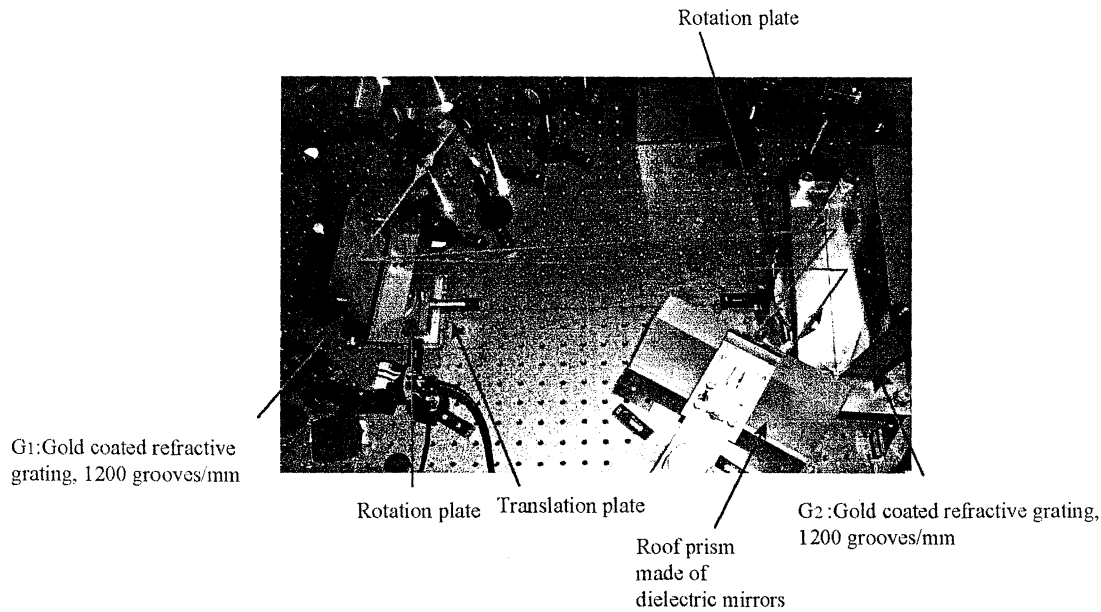 Rotation plate
G1:Gold coated refractive
grating, 1200 grooves/mm
Rotation plate
Translation plate
G2:Gold coated refractive grating,
1200 grooves/mm
Roof prism
made of
dielectric mirrors